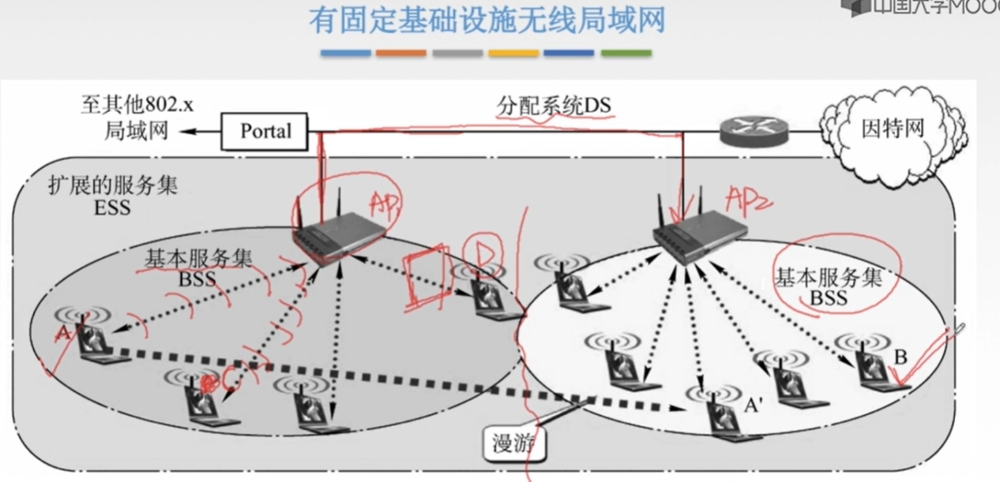 中国大学MOOC
有固定基础设施无线局域网
至其他802.x
局域网
Portal
分配系统DS
因特网
扩展的服务集
ESS
AP1
AP2
基本服务集
BSS
D
基本服务集
BSS
A
C
B
A'
漫游